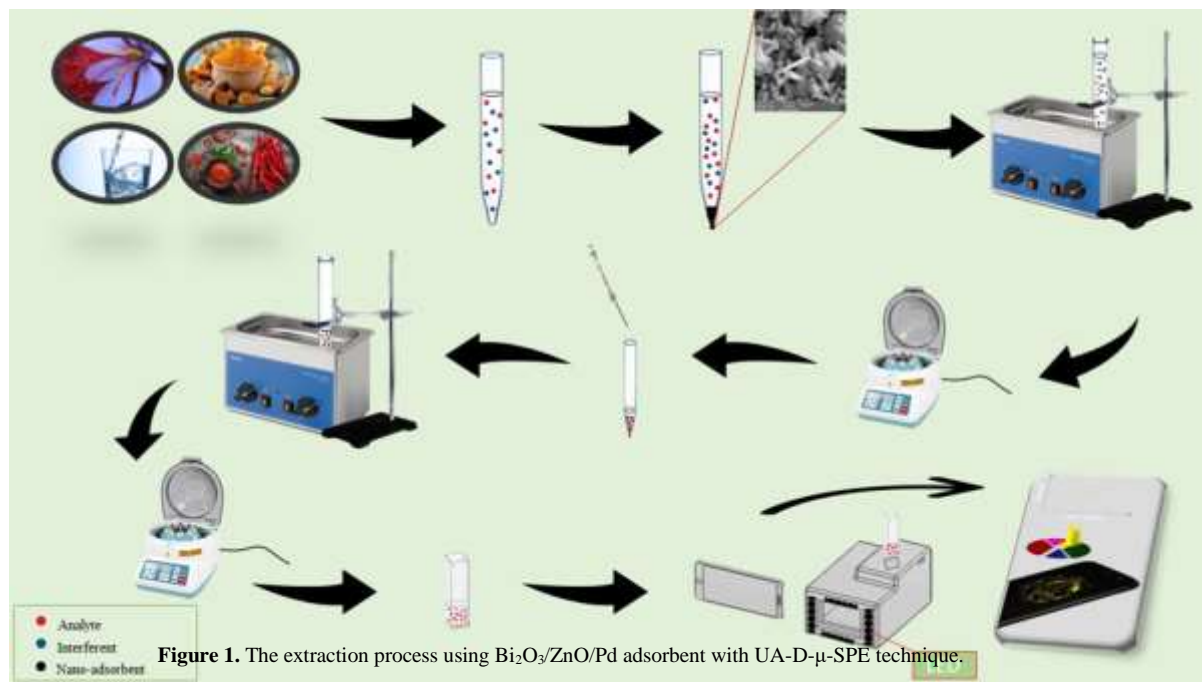 Analyte
Interferent
Nano-adsorbent
Figure 1. The extraction process using Bi₂O₃/ZnO/Pd adsorbent with UA-D-μ-SPE technique.